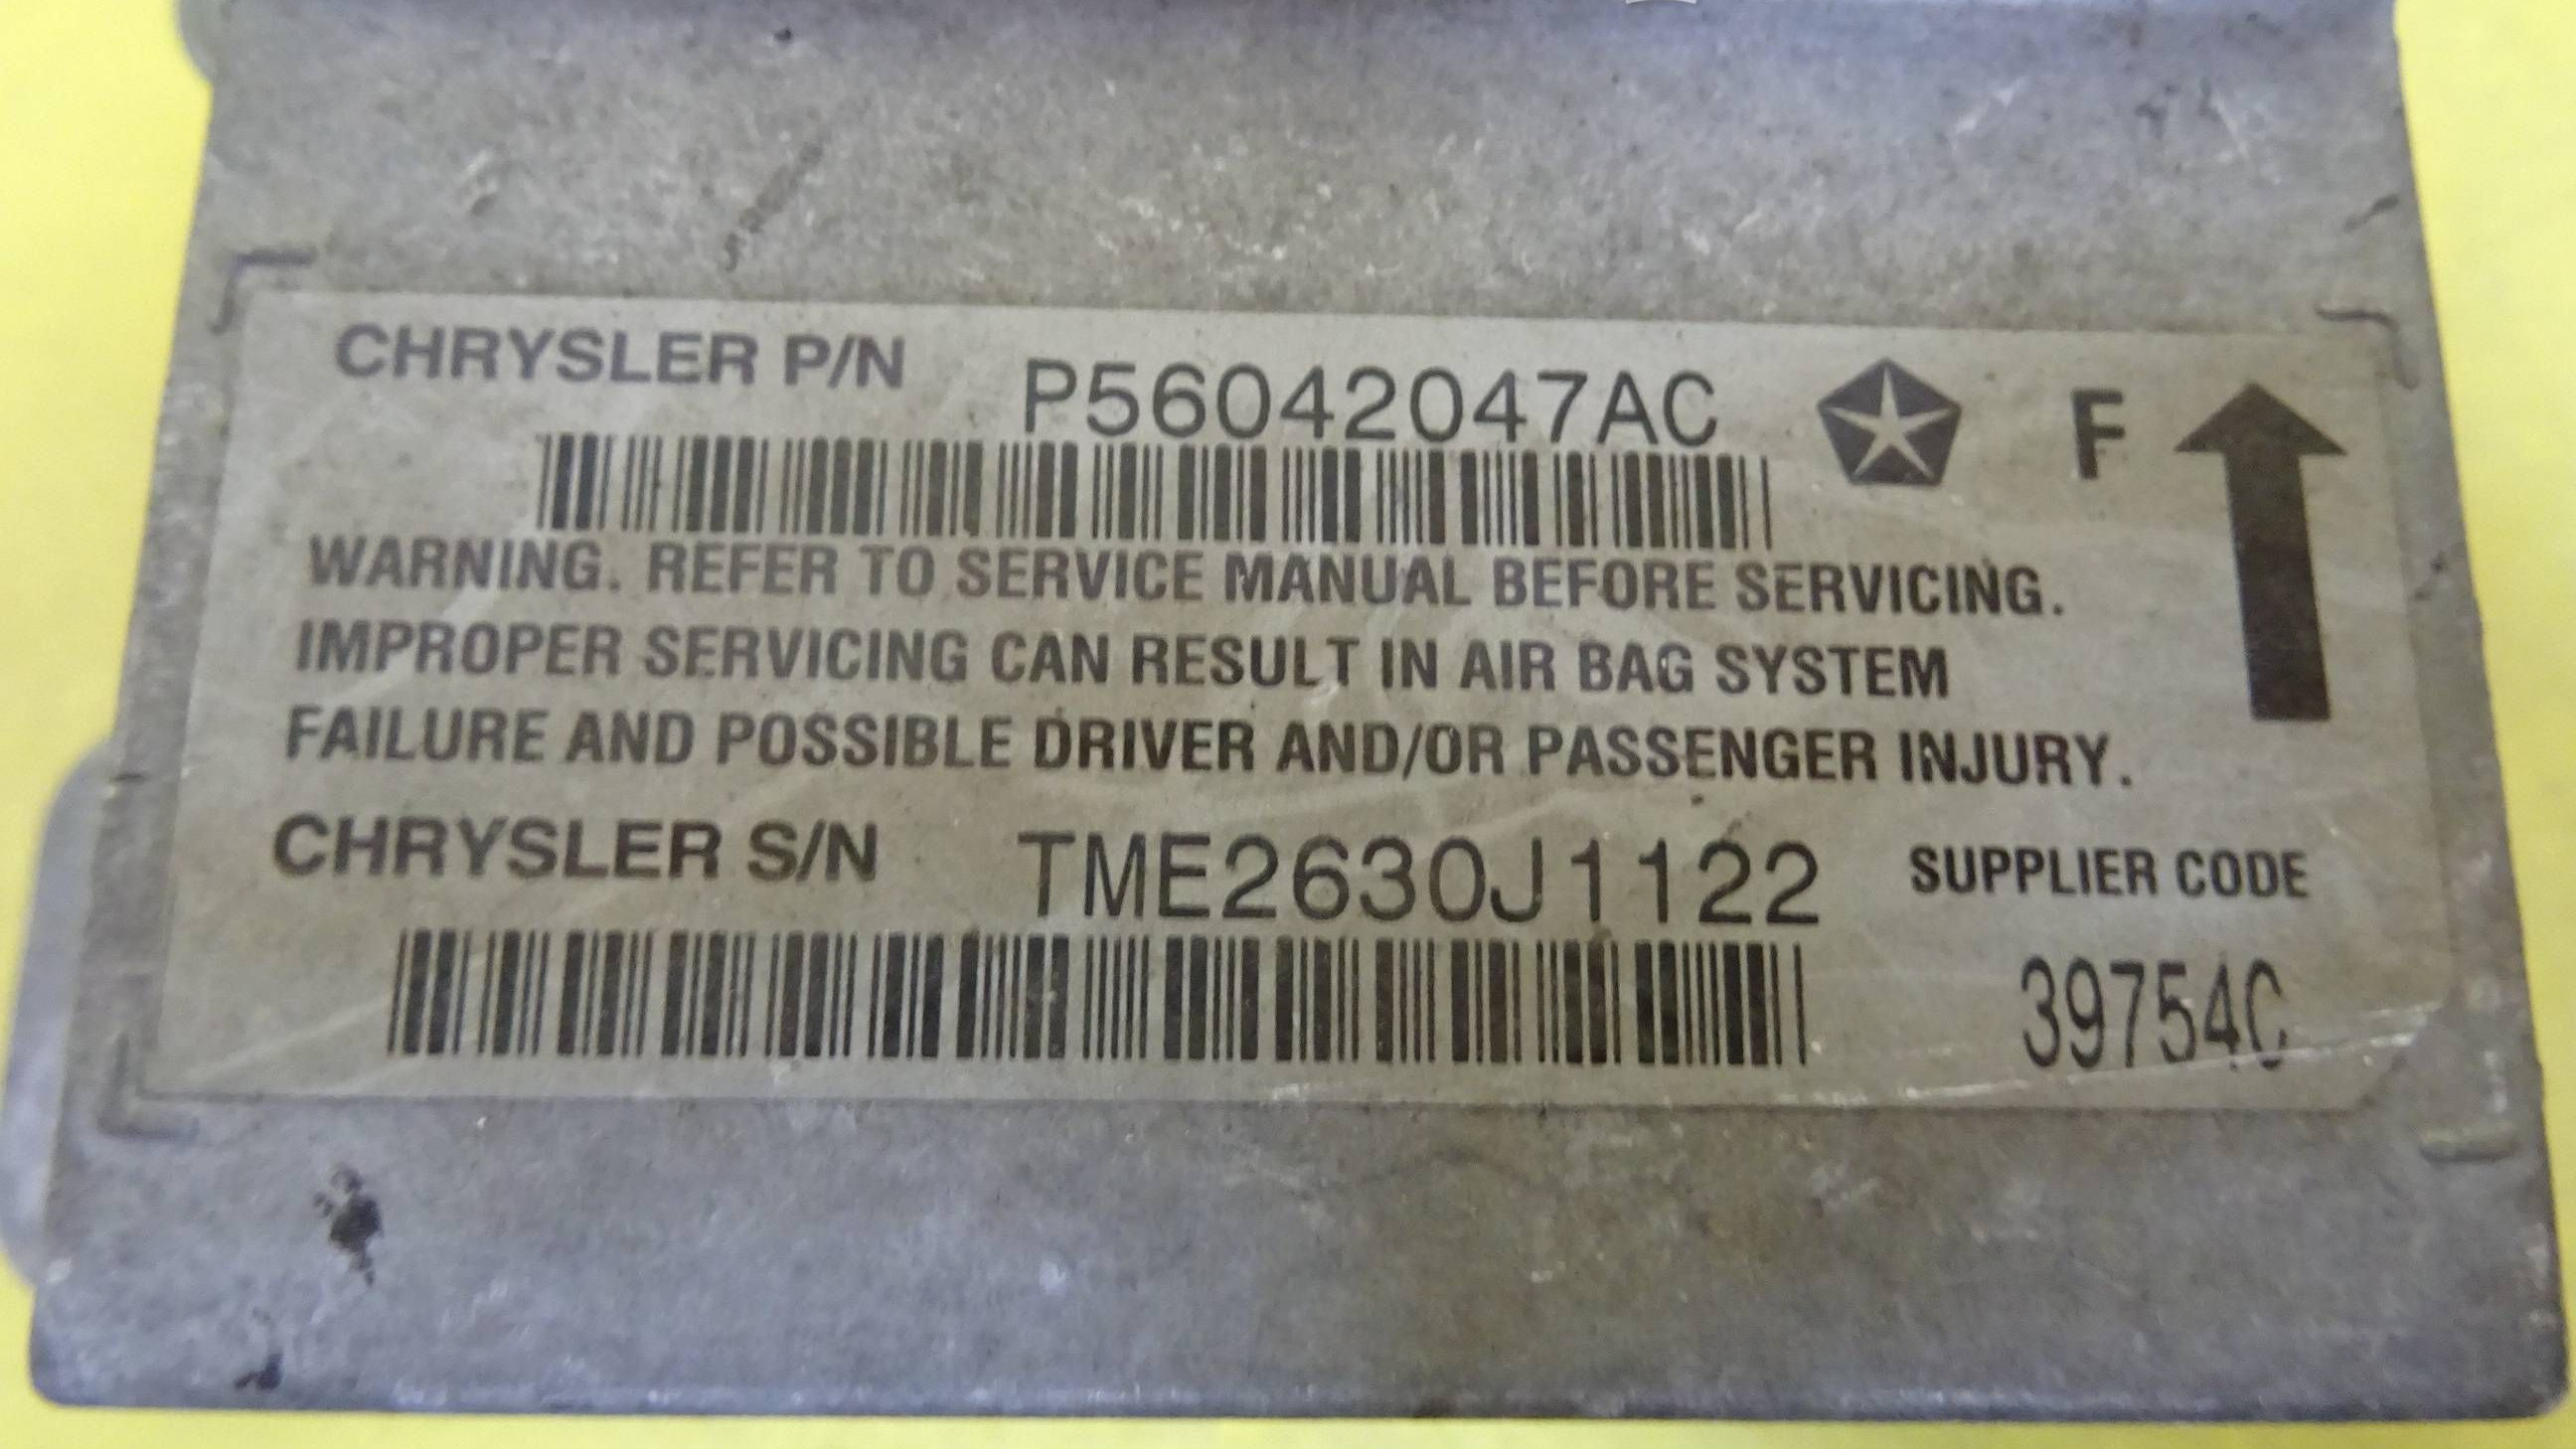 CHRYSLER P/N P56042047AC F
WARNING. REFER TO SERVICE MANUAL BEFORE SERVICING.
IMPROPER SERVICING CAN RESULT IN AIR BAG SYSTEM
FAILURE AND POSSIBLE DRIVER AND/OR PASSENGER INJURY.
CHRYSLER S/N TME2630J1122 SUPPLIER CODE
39754C